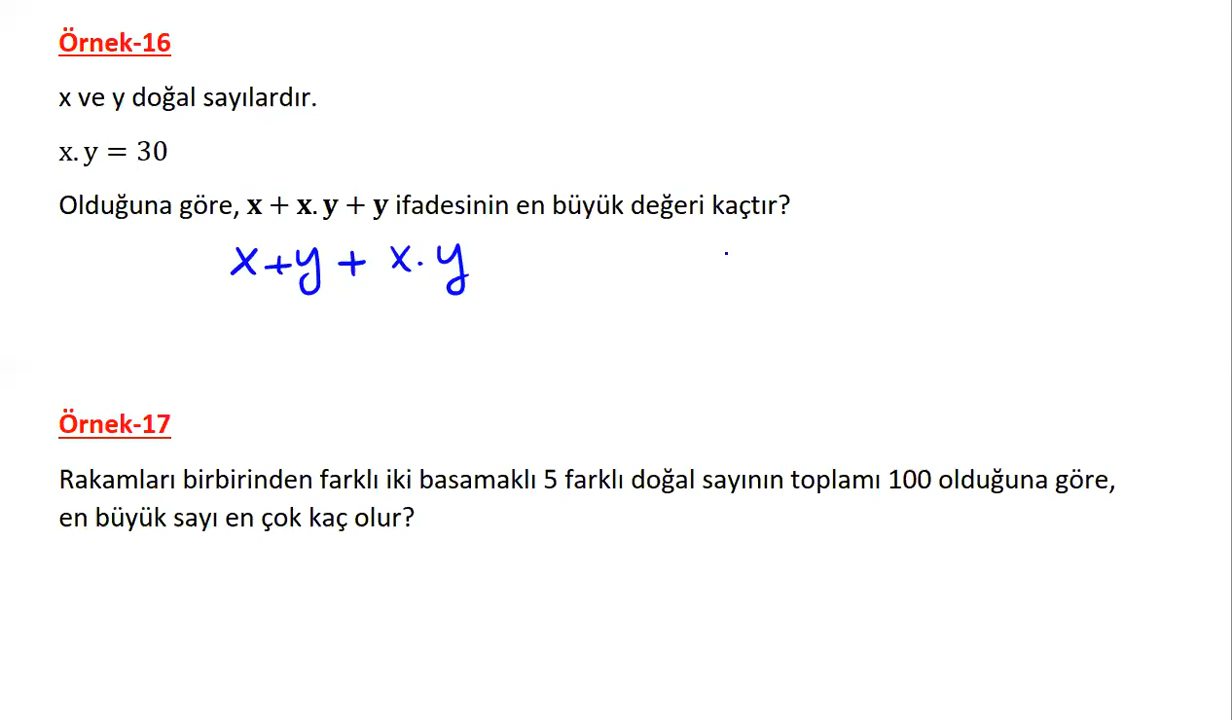 Örnek-16
x ve y doğal sayılardır.
x. y = 30
Olduğuna göre, x + x. y + y ifadesinin en büyük değeri kaçtır?
x + y + x . y
Örnek-17
Rakamları birbirinden farklı iki basamaklı 5 farklı doğal sayının toplamı 100 olduğuna göre,
en büyük sayı en çok kaç olur?